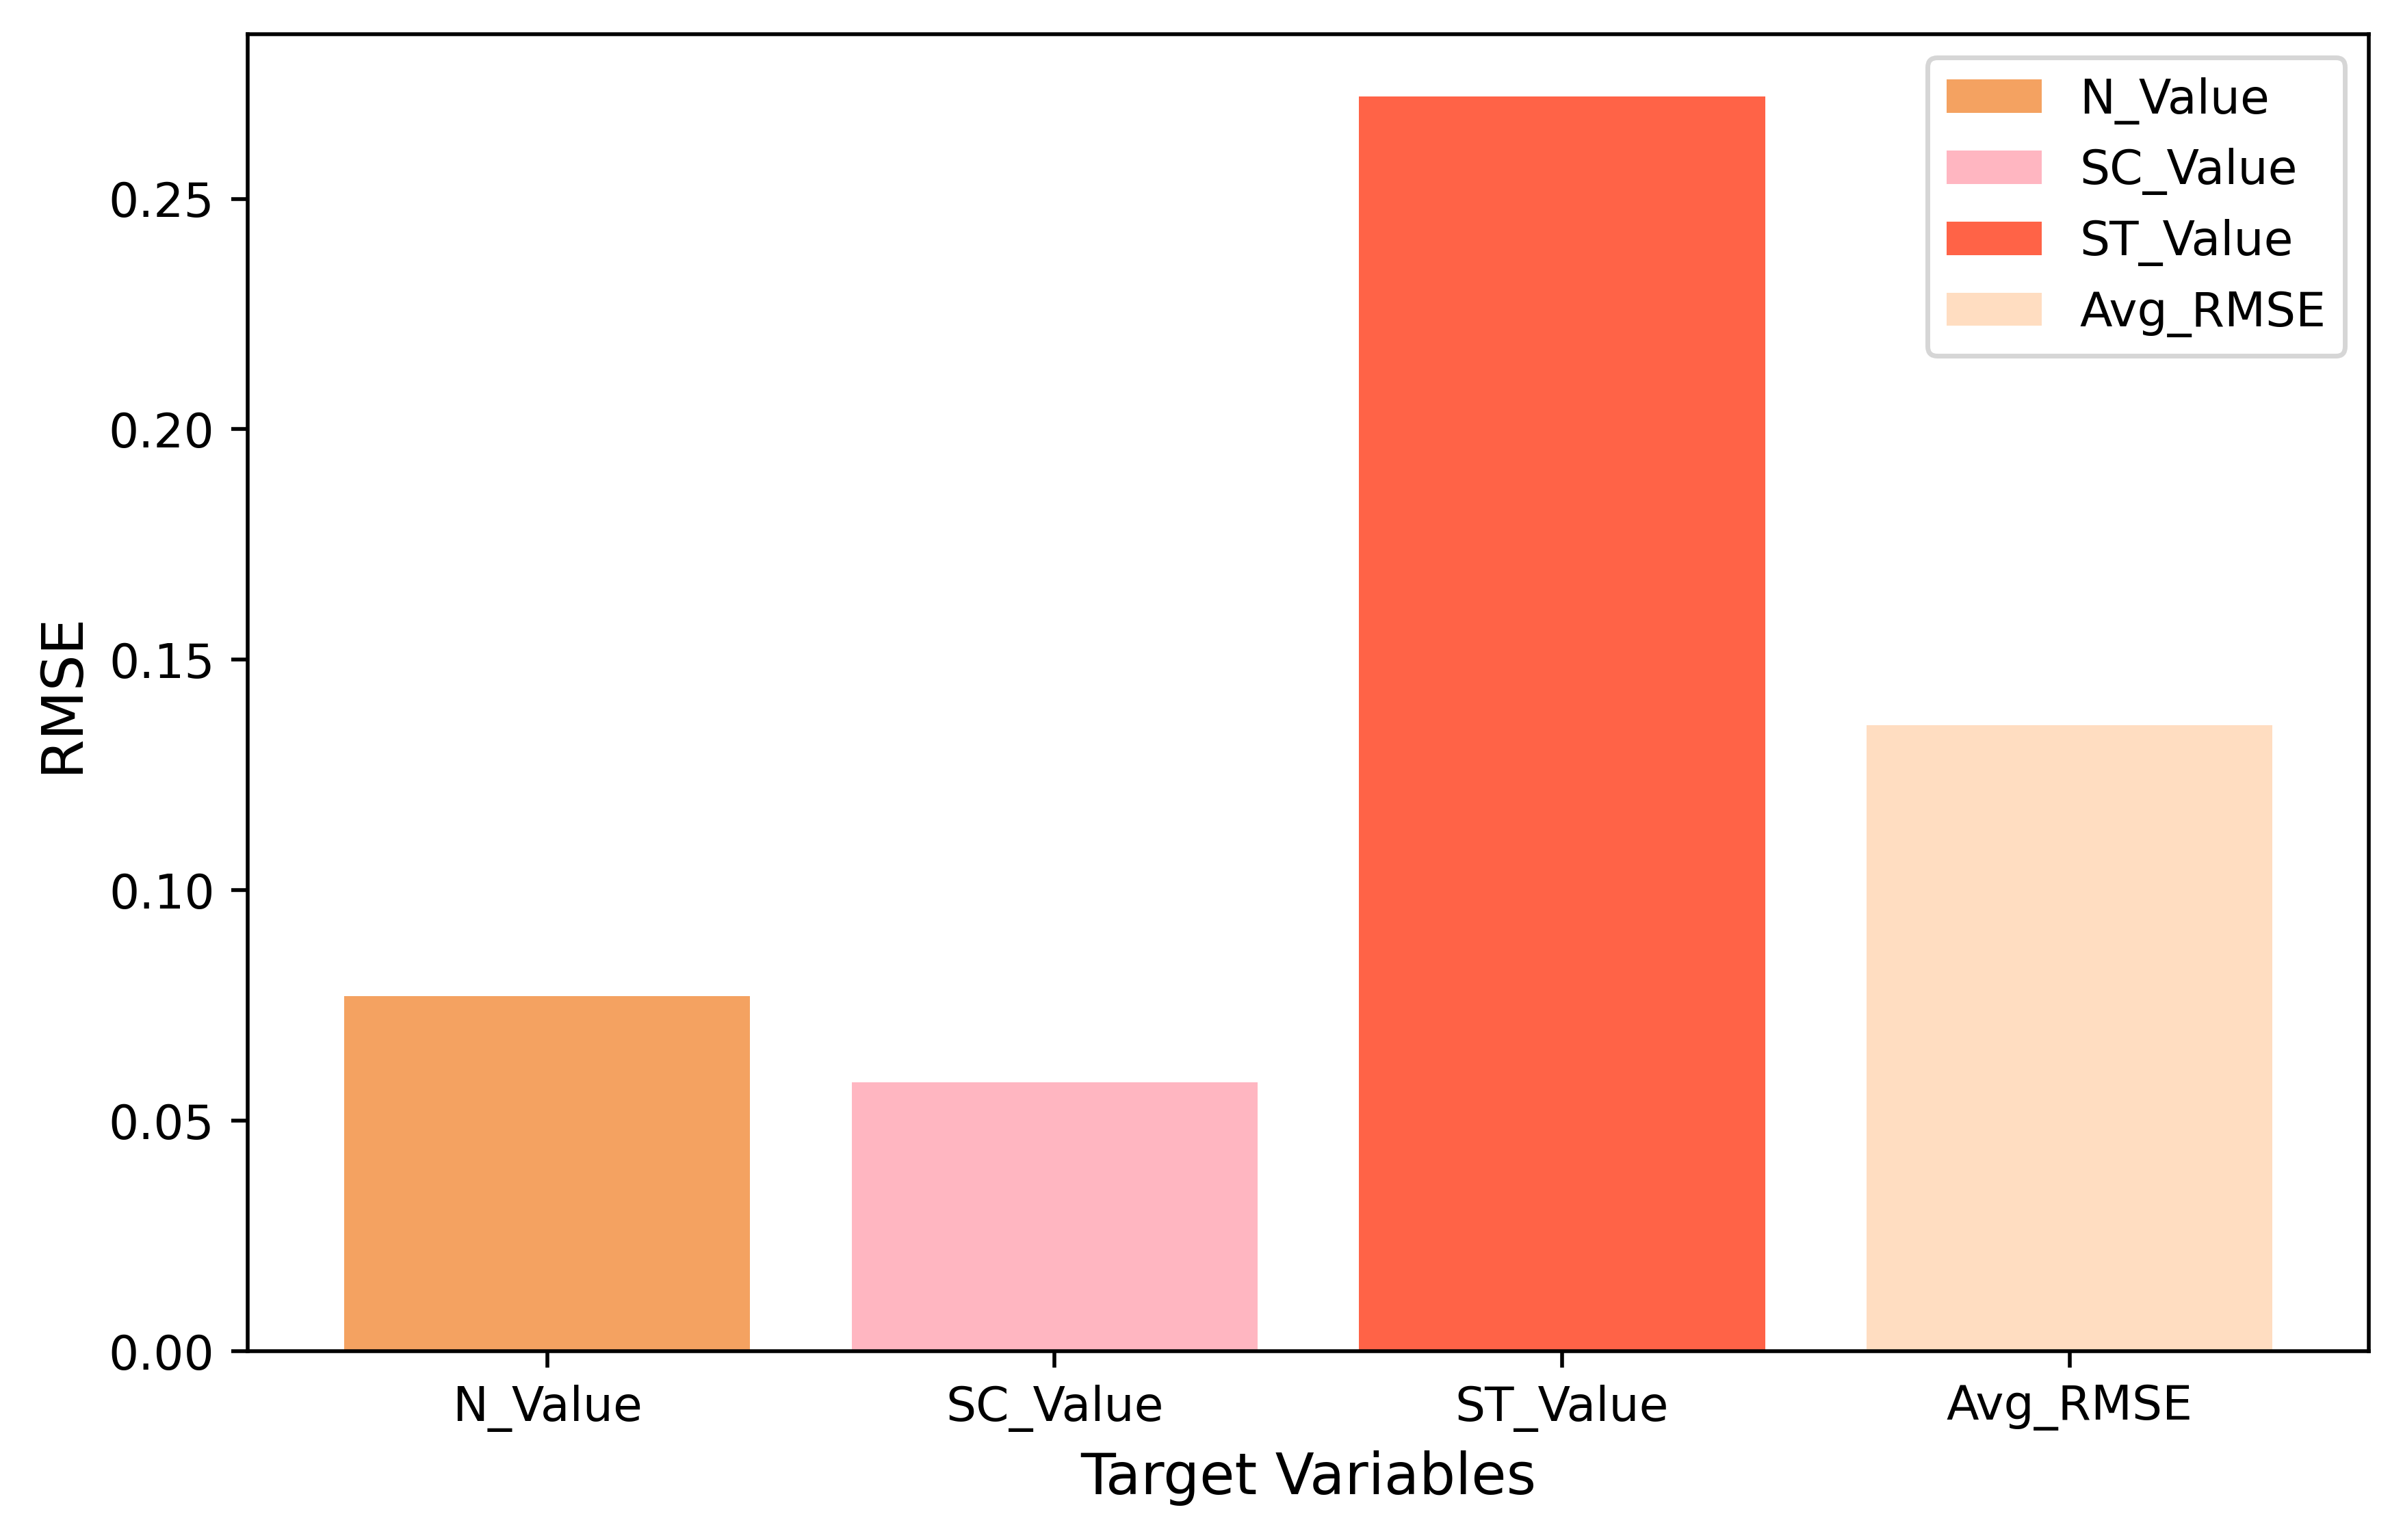 N_Value
SC_Value
ST_Value
Avg_RMSE
RMSE
0.25
0.20
0.15
0.10
0.05
0.00
N_Value SC_Value ST_Value Avg_RMSE
Target Variables